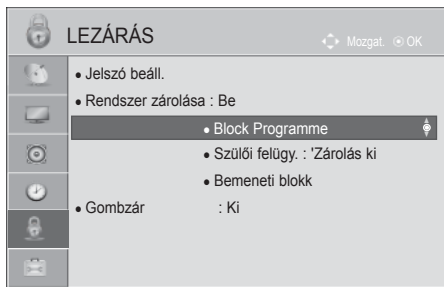 LEZÁRÁS
Mozgat. OK
• Jelszó beáll.
• Rendszer zárolása : Be
• Block Programme
• Szülői felügy. : 'Zárolás ki
• Bemeneti blokk
• Gombzár : Ki